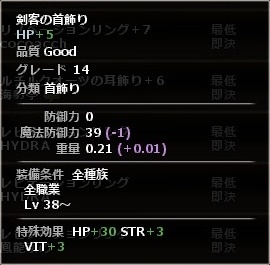 剣客の首飾り
HP+5
品質 Good
グレード 14
分類 首飾り
防御力 0
魔法防御力 39 (-1)
重量 0.21 (+0.01)
装備条件 全種族
全職業
Lv 38～
特殊効果 HP+30 STR+3
VIT+3